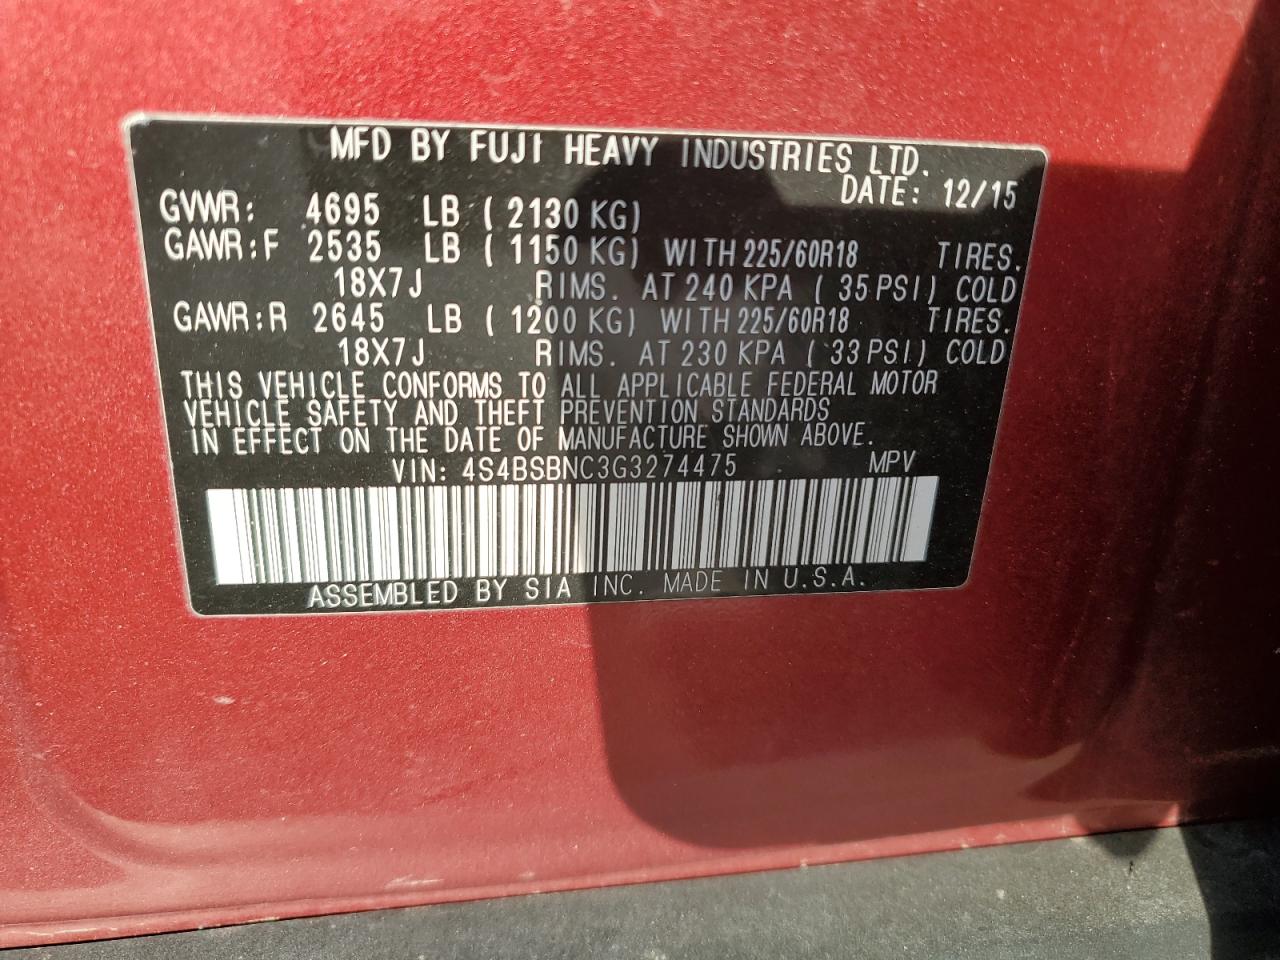 MFD BY FUJI HEAVY INDUSTRIES LTD.
DATE: 12/15
GVWR: 4695 LB ( 2130 KG)
GAWR:F 2535 LB ( 1150 KG) WITH 225/60R18 TIRES.
18X7J RIMS. AT 240 KPA ( 35 PSI) COLD
GAWR:R 2645 LB ( 1200 KG) WITH 225/60R18 TIRES.
18X7J RIMS. AT 230 KPA ( 33 PSI) COLD
THIS VEHICLE CONFORMS TO ALL APPLICABLE FEDERAL MOTOR
VEHICLE SAFETY AND THEFT PREVENTION STANDARDS
IN EFFECT ON THE DATE OF MANUFACTURE SHOWN ABOVE.
VIN: 4S4BSBNC3G3274475 MPV
ASSEMBLED BY SIA INC. MADE IN U.S.A.